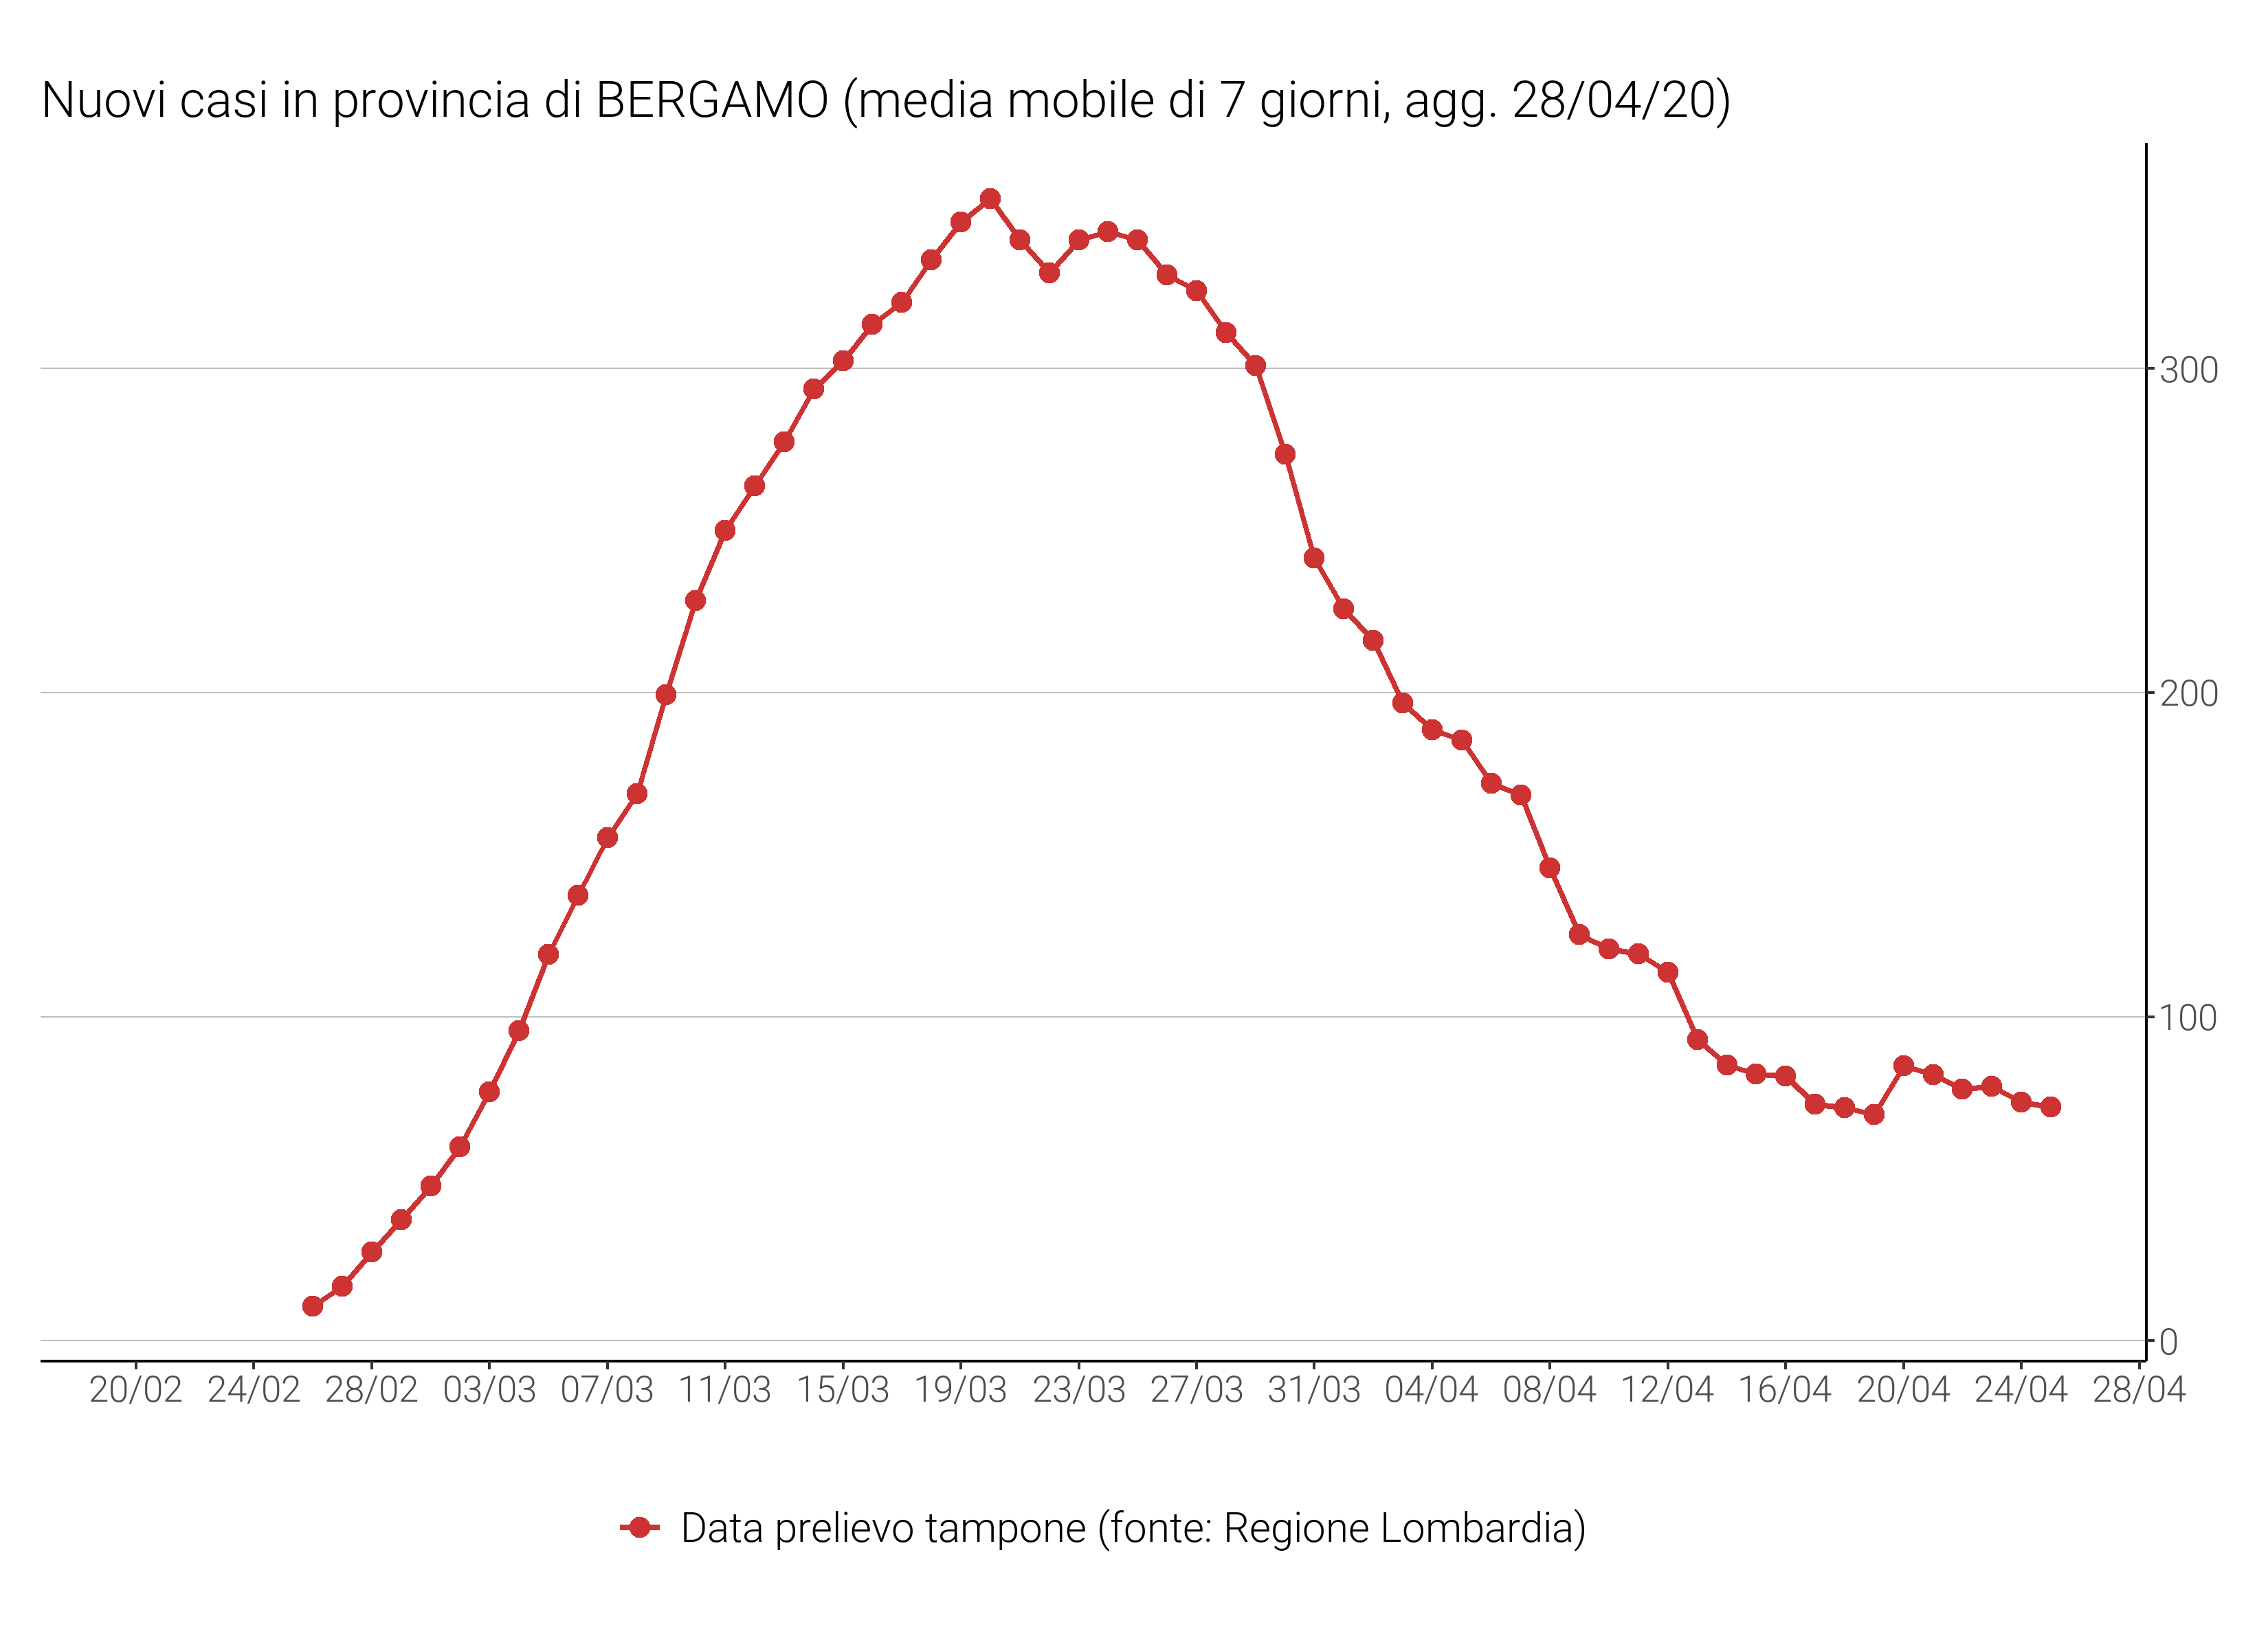 Nuovi casi in provincia di BERGAMO (media mobile di 7 giorni, agg. 28/04/20)
300
200
100
0
20/02 24/02 28/02 03/03 07/03 11/03 15/03 19/03 23/03 27/03 31/03 04/04 08/04 12/04 16/04 20/04 24/04 28/04
Data prelievo tampone (fonte: Regione Lombardia)